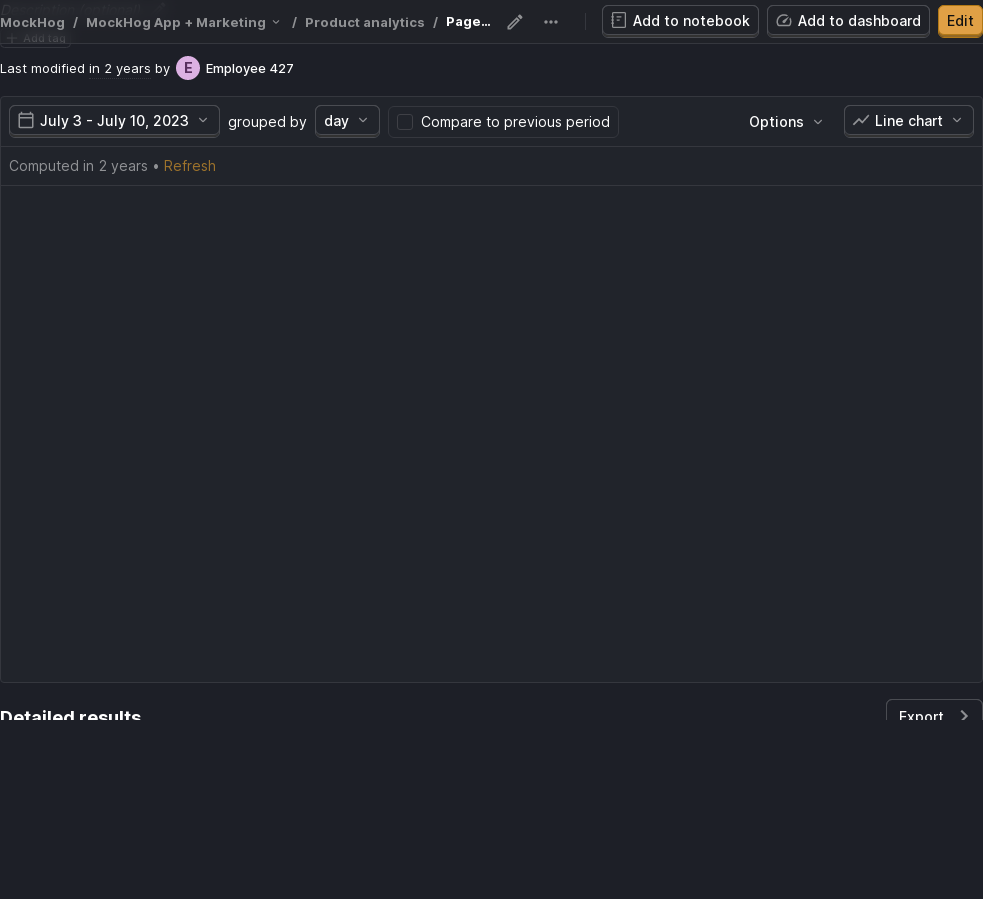 MockHog / MockHog App + Marketing / Product analytics / Page... Add to notebook Add to dashboard Edit
Add tag
Last modified in 2 years by E Employee 427
July 3 - July 10, 2023 grouped by day Compare to previous period Options Line chart
Computed in 2 years • Refresh
Detailed results Export